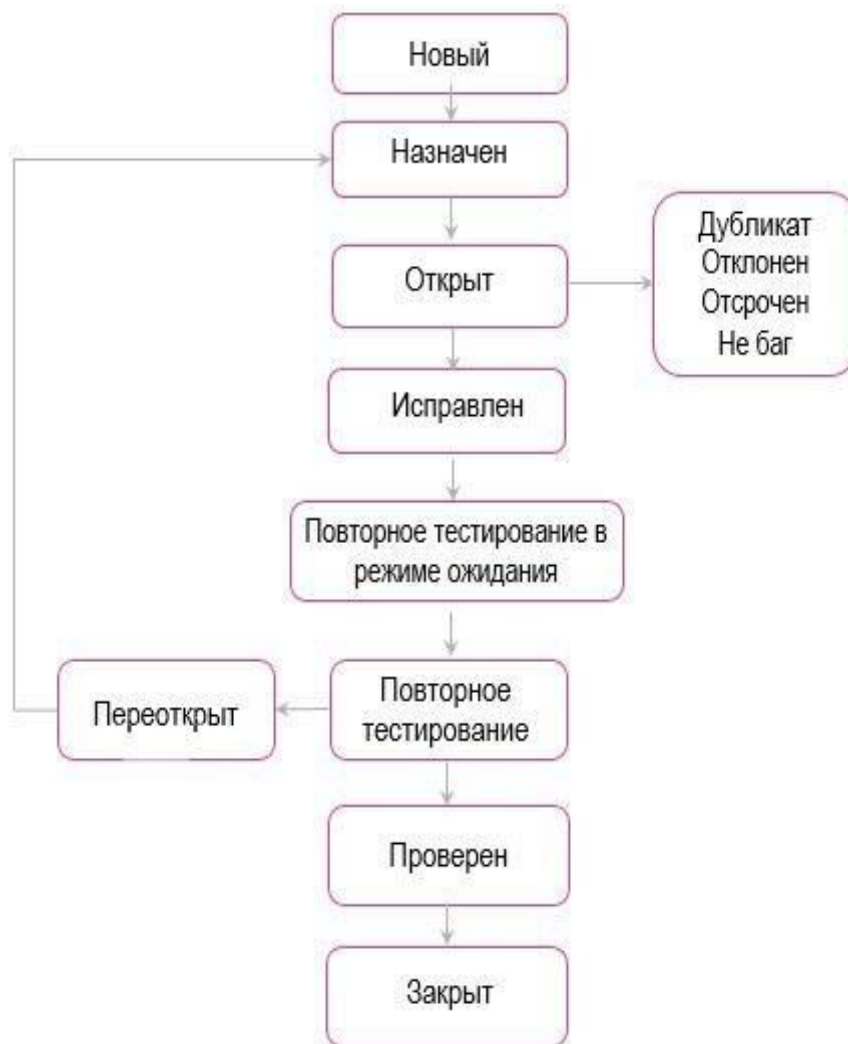 Новый
Назначен
Дубликат
Отклонен
Отсрочен
Не баг
Открыт
Исправлен
Повторное тестирование в
режиме ожидания
Переоткрыт
Повторное
тестирование
Проверен
Закрыт